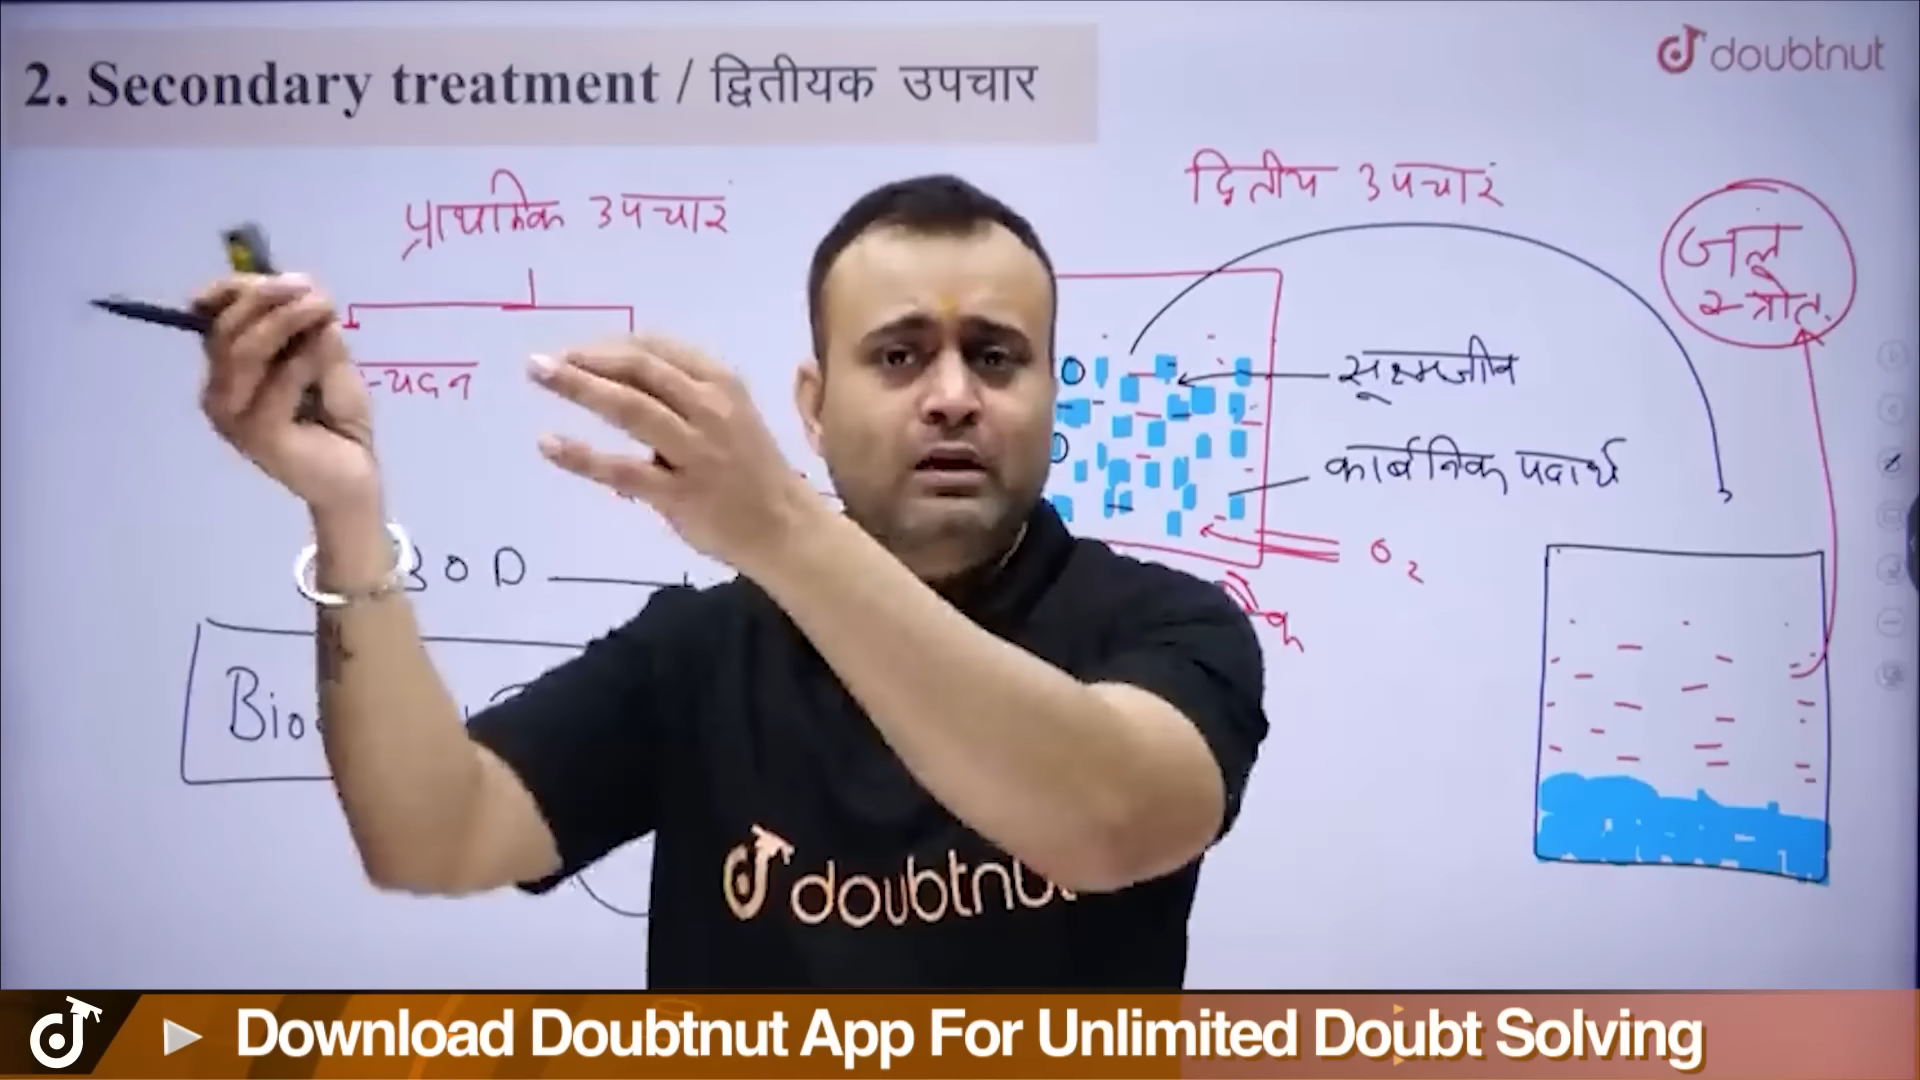 2. Secondary treatment / द्वितीयक उपचार
doubtnut
द्वितीय उपचार
प्राथमिक उपचार
जल
स्त्रोत.
सूक्ष्मजीव
कार्बनिक पदार्थ
O2
BOD
Bio
doubtnut
Download Doubtnut App For Unlimited Doubt Solving